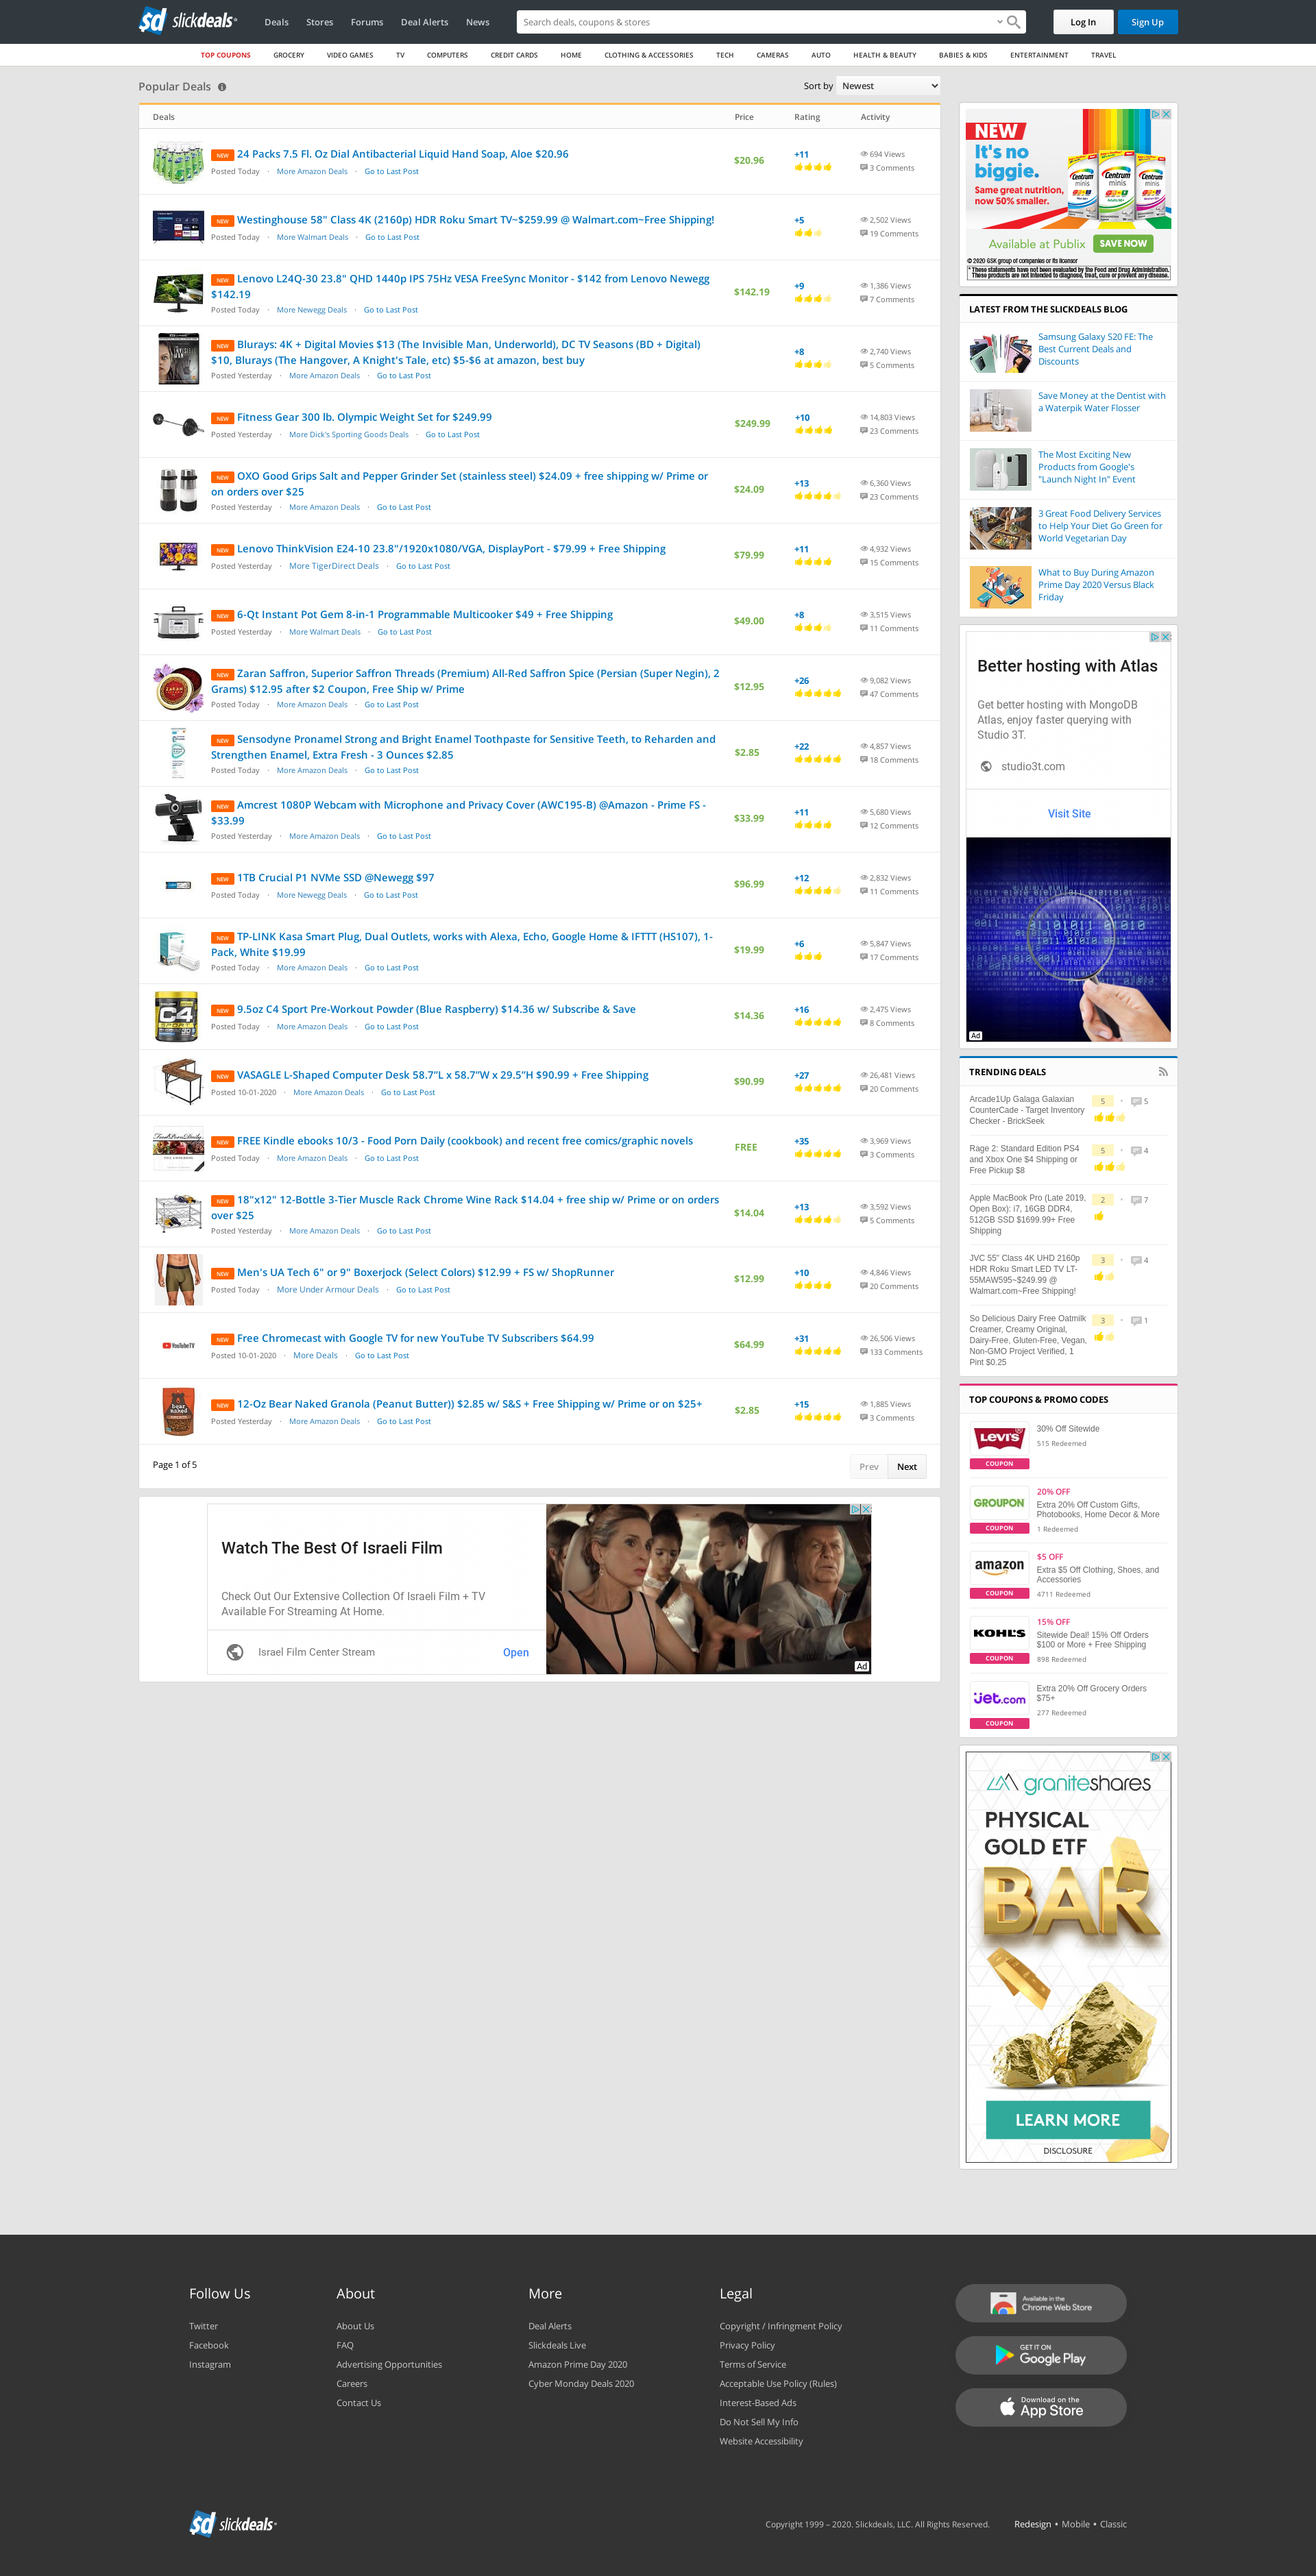 slickdeals
Deals
Stores
Forums
Deal Alerts
News
Search deals, coupons & stores
Log In
Sign Up
TOP COUPONS
GROCERY
VIDEO GAMES
TV
COMPUTERS
CREDIT CARDS
HOME
CLOTHING & ACCESSORIES
TECH
CAMERAS
AUTO
HEALTH & BEAUTY
BABIES & KIDS
ENTERTAINMENT
TRAVEL
Popular Deals
Sort by Newest
Deals Price Rating Activity
NEW 24 Packs 7.5 Fl. Oz Dial Antibacterial Liquid Hand Soap, Aloe $20.96
Posted Today · More Amazon Deals · Go to Last Post
$20.96
+11
694 Views
3 Comments
NEW Westinghouse 58" Class 4K (2160p) HDR Roku Smart TV~$259.99 @ Walmart.com~Free Shipping!
Posted Today · More Walmart Deals · Go to Last Post
+5
2,502 Views
19 Comments
NEW Lenovo L24Q-30 23.8" QHD 1440p IPS 75Hz VESA FreeSync Monitor - $142 from Lenovo Newegg
$142.19
Posted Today · More Newegg Deals · Go to Last Post
$142.19
+9
1,386 Views
7 Comments
NEW Blurays: 4K + Digital Movies $13 (The Invisible Man, Underworld), DC TV Seasons (BD + Digital)
$10, Blurays (The Hangover, A Knight's Tale, etc) $5-$6 at amazon, best buy
Posted Yesterday · More Amazon Deals · Go to Last Post
+8
2,740 Views
5 Comments
NEW Fitness Gear 300 lb. Olympic Weight Set for $249.99
Posted Yesterday · More Dick's Sporting Goods Deals · Go to Last Post
$249.99
+10
14,803 Views
23 Comments
NEW OXO Good Grips Salt and Pepper Grinder Set (stainless steel) $24.09 + free shipping w/ Prime or
on orders over $25
Posted Yesterday · More Amazon Deals · Go to Last Post
$24.09
+13
6,360 Views
23 Comments
NEW Lenovo ThinkVision E24-10 23.8"/1920x1080/VGA, DisplayPort - $79.99 + Free Shipping
Posted Yesterday · More TigerDirect Deals · Go to Last Post
$79.99
+11
4,932 Views
15 Comments
NEW 6-Qt Instant Pot Gem 8-in-1 Programmable Multicooker $49 + Free Shipping
Posted Yesterday · More Walmart Deals · Go to Last Post
$49.00
+8
3,515 Views
11 Comments
NEW Zaran Saffron, Superior Saffron Threads (Premium) All-Red Saffron Spice (Persian (Super Negin), 2
Grams) $12.95 after $2 Coupon, Free Ship w/ Prime
Posted Today · More Amazon Deals · Go to Last Post
$12.95
+26
9,082 Views
47 Comments
NEW Sensodyne Pronamel Strong and Bright Enamel Toothpaste for Sensitive Teeth, to Reharden and
Strengthen Enamel, Extra Fresh - 3 Ounces $2.85
Posted Today · More Amazon Deals · Go to Last Post
$2.85
+22
4,857 Views
18 Comments
NEW Amcrest 1080P Webcam with Microphone and Privacy Cover (AWC195-B) @Amazon - Prime FS -
$33.99
Posted Yesterday · More Amazon Deals · Go to Last Post
$33.99
+11
5,680 Views
12 Comments
NEW 1TB Crucial P1 NVMe SSD @Newegg $97
Posted Today · More Newegg Deals · Go to Last Post
$96.99
+12
2,832 Views
11 Comments
NEW TP-LINK Kasa Smart Plug, Dual Outlets, works with Alexa, Echo, Google Home & IFTTT (HS107), 1-
Pack, White $19.99
Posted Today · More Amazon Deals · Go to Last Post
$19.99
+6
5,847 Views
17 Comments
NEW 9.5oz C4 Sport Pre-Workout Powder (Blue Raspberry) $14.36 w/ Subscribe & Save
Posted Today · More Amazon Deals · Go to Last Post
$14.36
+16
2,475 Views
8 Comments
NEW VASAGLE L-Shaped Computer Desk 58.7”L x 58.7”W x 29.5”H $90.99 + Free Shipping
Posted 10-01-2020 · More Amazon Deals · Go to Last Post
$90.99
+27
26,481 Views
20 Comments
NEW FREE Kindle ebooks 10/3 - Food Porn Daily (cookbook) and recent free comics/graphic novels
Posted Today · More Amazon Deals · Go to Last Post
FREE
+35
3,969 Views
3 Comments
NEW 18"x12" 12-Bottle 3-Tier Muscle Rack Chrome Wine Rack $14.04 + free ship w/ Prime or on orders
over $25
Posted Yesterday · More Amazon Deals · Go to Last Post
$14.04
+13
3,592 Views
5 Comments
NEW Men's UA Tech 6" or 9" Boxerjock (Select Colors) $12.99 + FS w/ ShopRunner
Posted Today · More Under Armour Deals · Go to Last Post
$12.99
+10
4,846 Views
20 Comments
YouTubeTV
NEW Free Chromecast with Google TV for new YouTube TV Subscribers $64.99
Posted 10-01-2020 · More Deals · Go to Last Post
$64.99
+31
26,506 Views
133 Comments
NEW 12-Oz Bear Naked Granola (Peanut Butter)) $2.85 w/ S&S + Free Shipping w/ Prime or on $25+
Posted Yesterday · More Amazon Deals · Go to Last Post
$2.85
+15
1,885 Views
3 Comments
Page 1 of 5
Prev
Next
Watch The Best Of Israeli Film
Check Out Our Extensive Collection Of Israeli Film + TV
Available For Streaming At Home.
Israel Film Center Stream
Open
Ad
NEW
It's no
biggie.
Same great nutrition,
now 50% smaller.
Centrum
minis
Available at Publix
SAVE NOW
© 2020 GSK group of companies or its licensor
* These statements have not been evaluated by the Food and Drug Administration.
These products are not intended to diagnose, treat, cure or prevent any disease.
LATEST FROM THE SLICKDEALS BLOG
Samsung Galaxy S20 FE: The
Best Current Deals and
Discounts
Save Money at the Dentist with
a Waterpik Water Flosser
The Most Exciting New
Products from Google's
"Launch Night In" Event
3 Great Food Delivery Services
to Help Your Diet Go Green for
World Vegetarian Day
What to Buy During Amazon
Prime Day 2020 Versus Black
Friday
Better hosting with Atlas
Get better hosting with MongoDB
Atlas, enjoy faster querying with
Studio 3T.
studio3t.com
Visit Site
Ad
TRENDING DEALS
Arcade1Up Galaga Galaxian
CounterCade - Target Inventory
Checker - BrickSeek
5 • 5
Rage 2: Standard Edition PS4
and Xbox One $4 Shipping or
Free Pickup $8
5 • 4
Apple MacBook Pro (Late 2019,
Open Box): i7, 16GB DDR4,
512GB SSD $1699.99+ Free
Shipping
2 • 7
JVC 55" Class 4K UHD 2160p
HDR Roku Smart LED TV LT-
55MAW595~$249.99 @
Walmart.com~Free Shipping!
3 • 4
So Delicious Dairy Free Oatmilk
Creamer, Creamy Original,
Dairy-Free, Gluten-Free, Vegan,
Non-GMO Project Verified, 1
Pint $0.25
3 • 1
TOP COUPONS & PROMO CODES
LEVI'S
COUPON
30% Off Sitewide
515 Redeemed
GROUPON
COUPON
20% OFF
Extra 20% Off Custom Gifts,
Photobooks, Home Decor & More
1 Redeemed
amazon
COUPON
$5 OFF
Extra $5 Off Clothing, Shoes, and
Accessories
4711 Redeemed
KOHL'S
COUPON
15% OFF
Sitewide Deal! 15% Off Orders
$100 or More + Free Shipping
898 Redeemed
jet.com
COUPON
Extra 20% Off Grocery Orders
$75+
277 Redeemed
graniteshares
PHYSICAL
GOLD ETF
BAR
LEARN MORE
DISCLOSURE
Follow Us
Twitter
Facebook
Instagram
About
About Us
FAQ
Advertising Opportunities
Careers
Contact Us
More
Deal Alerts
Slickdeals Live
Amazon Prime Day 2020
Cyber Monday Deals 2020
Legal
Copyright / Infringment Policy
Privacy Policy
Terms of Service
Acceptable Use Policy (Rules)
Interest-Based Ads
Do Not Sell My Info
Website Accessibility
Available in the
Chrome Web Store
GET IT ON
Google Play
Download on the
App Store
slickdeals
Copyright 1999 – 2020. Slickdeals, LLC. All Rights Reserved.
Redesign • Mobile • Classic